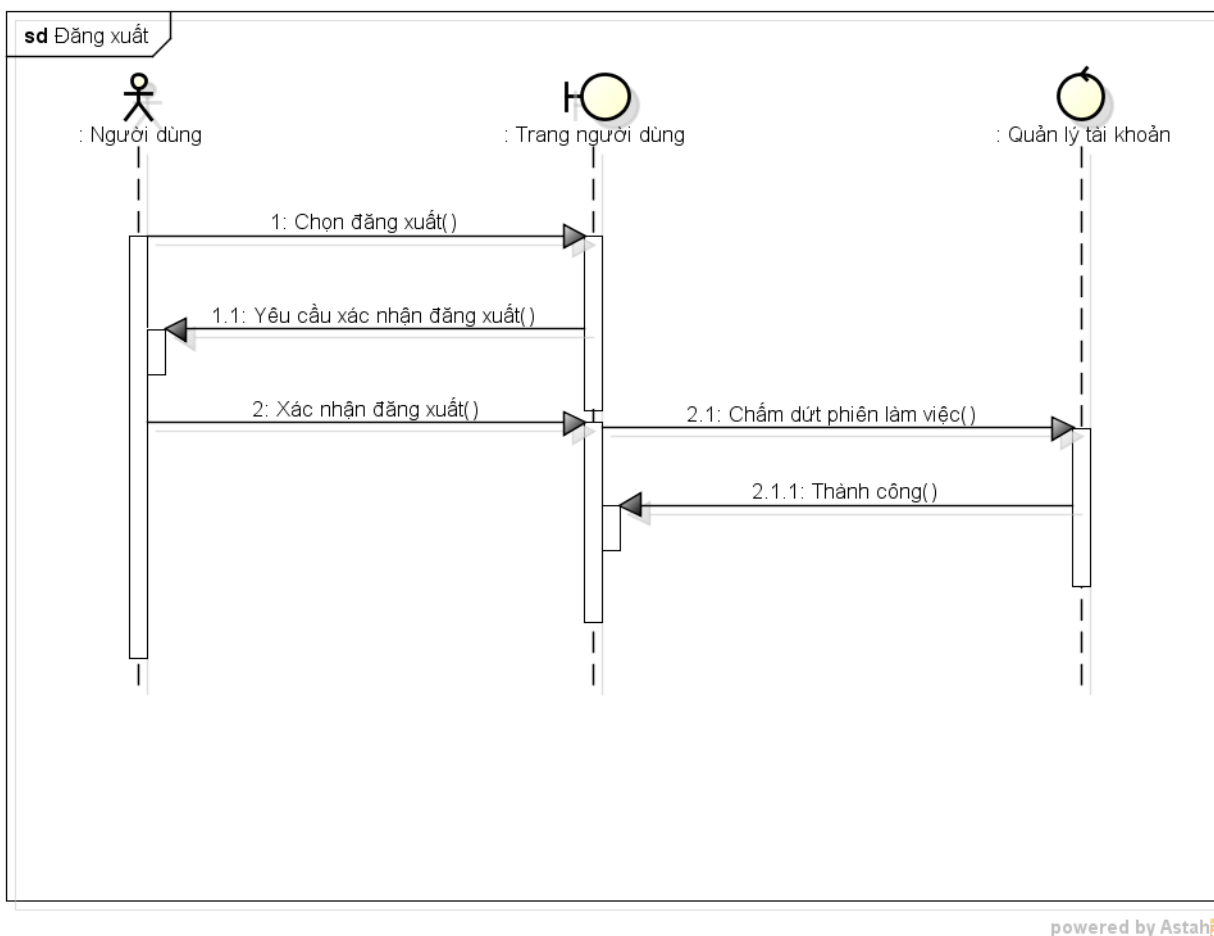 sd Đăng xuất
: Người dùng
: Trang người dùng
: Quản lý tài khoản
1: Chọn đăng xuất()
1.1: Yêu cầu xác nhận đăng xuất()
2: Xác nhận đăng xuất()
2.1: Chấm dứt phiên làm việc()
2.1.1: Thành công()
powered by Astah